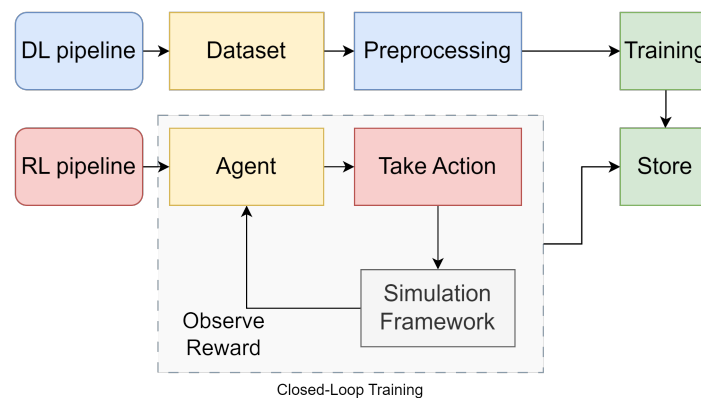 DL pipeline
Dataset
Preprocessing
Training
RL pipeline
Agent
Take Action
Store
Simulation
Framework
Observe
Reward
Closed-Loop Training